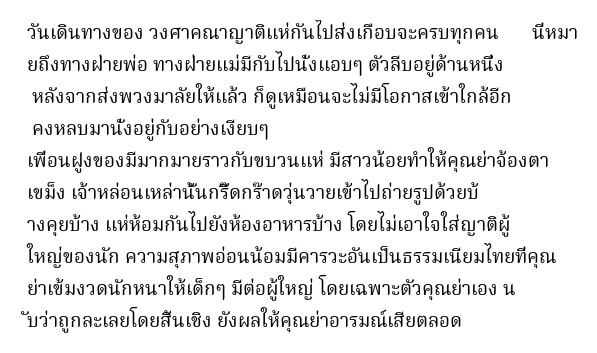 วันเดินทางของ วงศาคณาญาติแห่กันไปส่งเกือบจะครบทุกคน นี่หมา
ยถึงทางฝ่ายพ่อ ทางฝ่ายแม่มีกับไปนั่งแอบๆ ตัวลีบอยู่ด้านหนึ่ง
หลังจากส่งพวงมาลัยให้แล้ว ก็ดูเหมือนจะไม่มีโอกาสเข้าใกล้อีก
คงหลบมานั่งอยู่กับอย่างเงียบๆ
เพื่อนฝูงของมีมากมายราวกับขบวนแห่ มีสาวน้อยทำให้คุณย่าจ้องตา
เขม็ง เจ้าหล่อนเหล่านั้นกรี๊ดกร๊าดวุ่นวายเข้าไปถ่ายรูปด้วยบ้
างคุยบ้าง แห่ห้อมกันไปยังห้องอาหารบ้าง โดยไม่เอาใจใส่ญาติผู้
ใหญ่ของนัก ความสุภาพอ่อนน้อมมีคารวะอันเป็นธรรมเนียมไทยที่คุณ
ย่าเข้มงวดนักหนาให้เด็กๆ มีต่อผู้ใหญ่ โดยเฉพาะตัวคุณย่าเอง น
ับว่าถูกละเลยโดยสิ้นเชิง ยังผลให้คุณย่าอารมณ์เสียตลอด